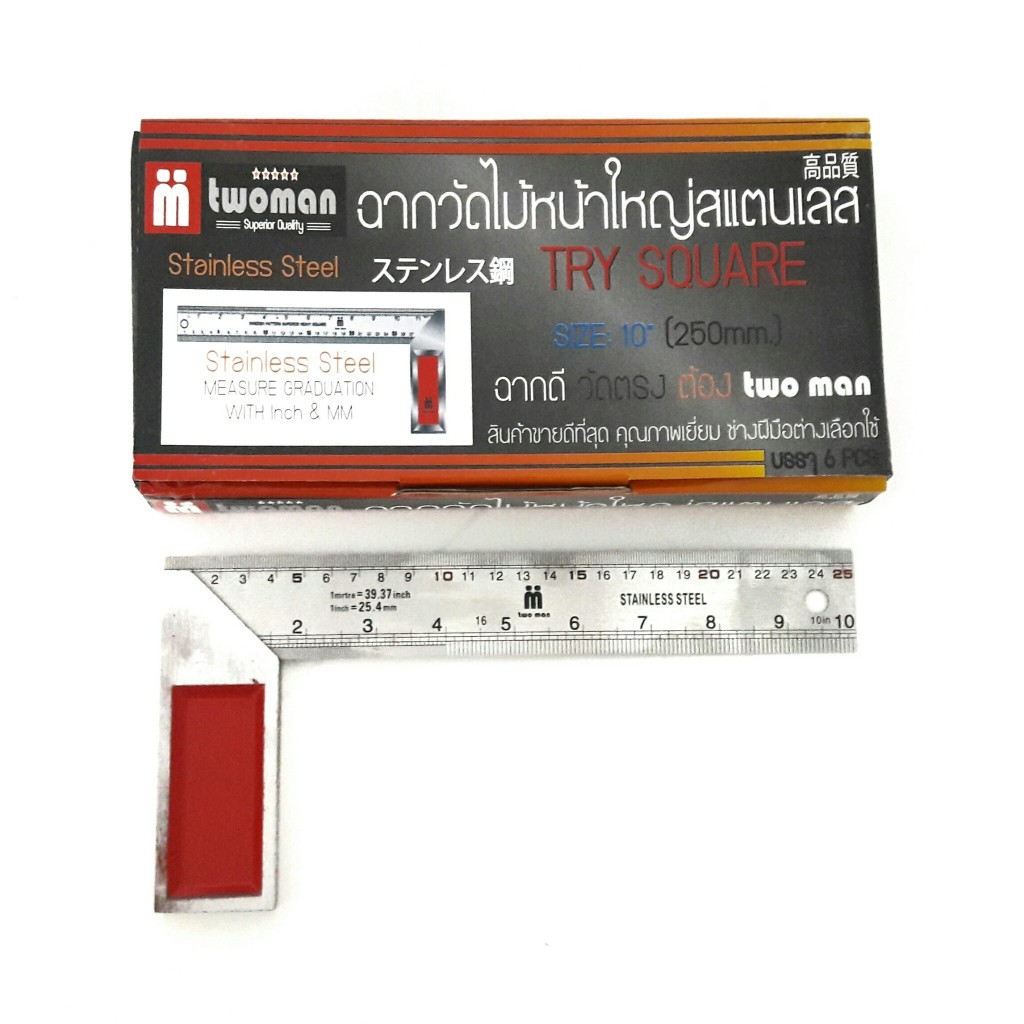 高品質
twoman
Superior Quality
ฉากวัดไม้หน้าใหญ่สแตนเลส
Stainless Steel
ステンレス鋼
TRY SQUARE
SIZE: 10" (250mm.)
Stainless Steel
MEASURE GRADUATION
WITH Inch & MM
ฉากดี วัดตรง ต้อง two man
สินค้าขายดีที่สุด คุณภาพเยี่ยม ช่างฝีมือต่างเลือกใช้
บรรจุ 6 PCS
2 3 4 5 6 7 8 9 10 11 12 13 14 15 16 17 18 19 20 21 22 23 24 25
1mrtre = 39.37 inch
1inch = 25.4 mm
two man
STAINLESS STEEL
2 3 4 16 5 6 7 8 9 10in 10